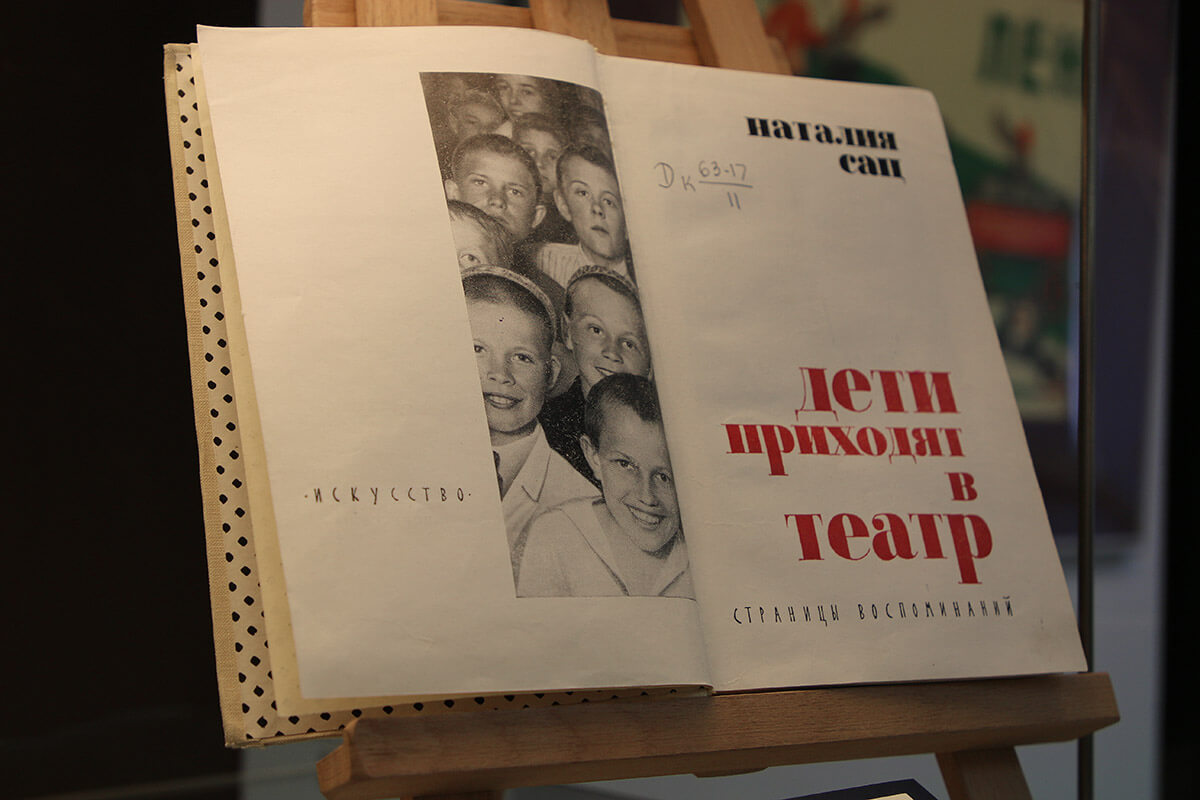 ·ИСКУССТВО·
наталия
сац
Dк 63-17
11
дети
приходят
в
театр
СТРАНИЦЫ ВОСПОМИНАНИЙ